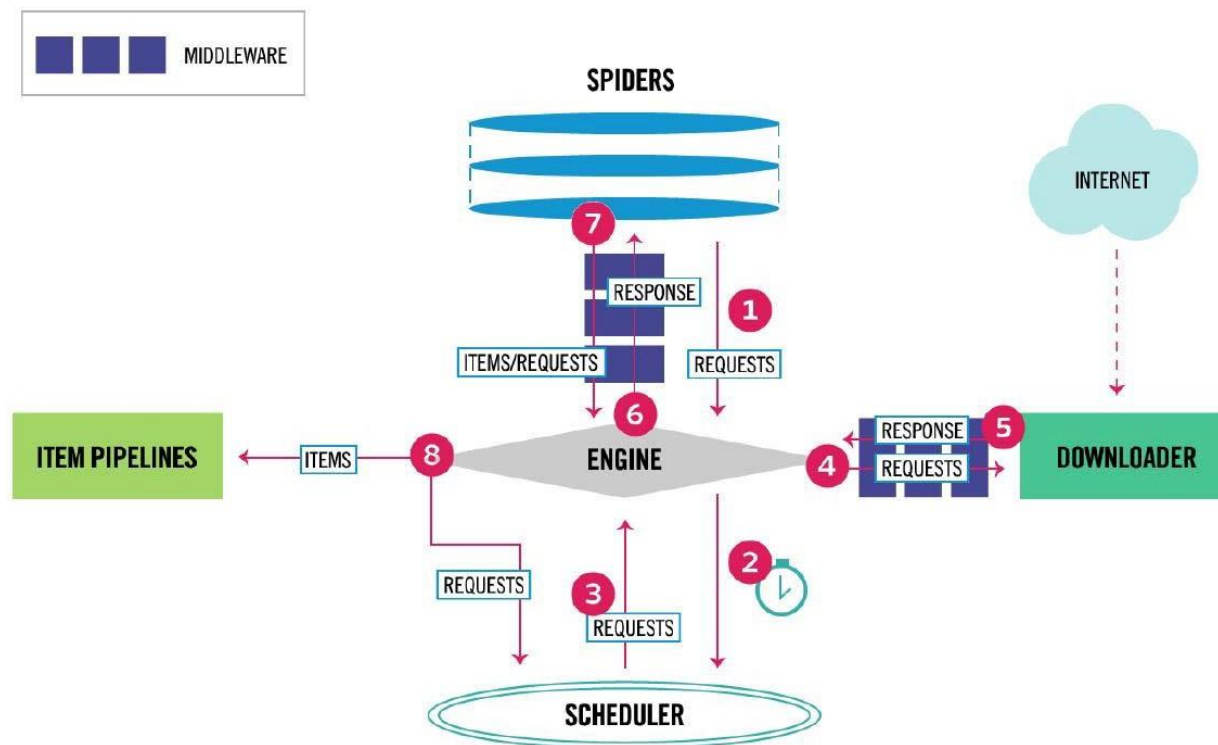 MIDDLEWARE
SPIDERS
INTERNET
7
RESPONSE
1
ITEMS/REQUESTS
REQUESTS
6
5
RESPONSE
ITEM PIPELINES
ITEMS
8
ENGINE
4
REQUESTS
DOWNLOADER
2
REQUESTS
3
REQUESTS
SCHEDULER